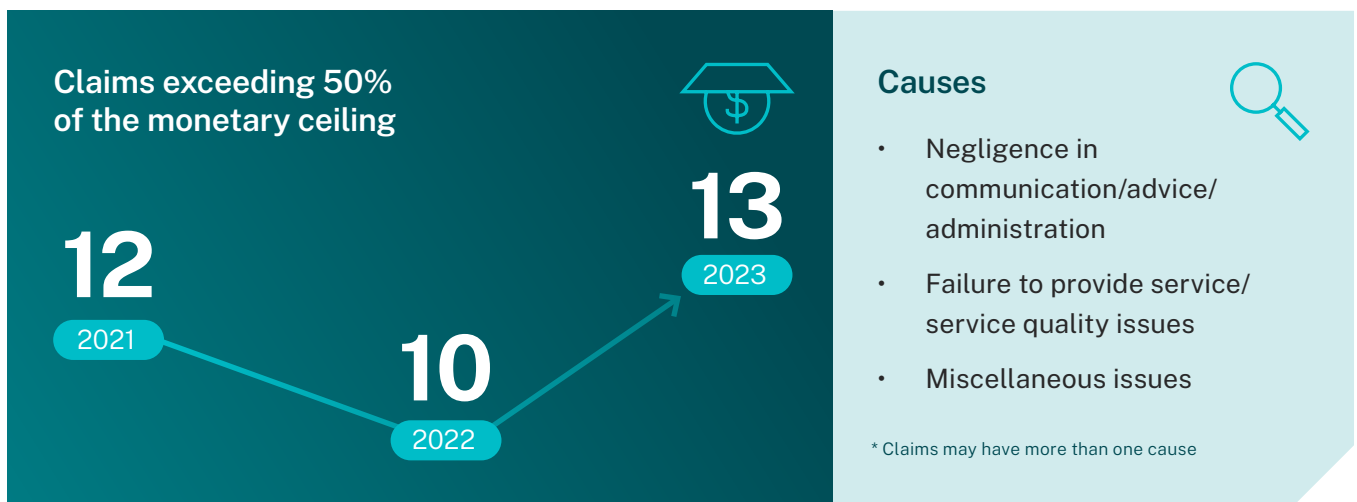 Claims exceeding 50%
of the monetary ceiling
$
12
2021
10
2022
13
2023
Causes
• Negligence in
communication/advice/
administration
• Failure to provide service/
service quality issues
• Miscellaneous issues
* Claims may have more than one cause